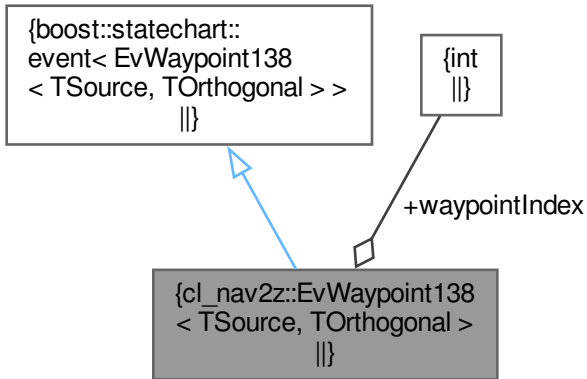 {boost::statechart::
event< EvWaypoint138
< TSource, TOrthogonal > >
||}
{int
||}
+waypointIndex
{cl_nav2z::EvWaypoint138
< TSource, TOrthogonal >
||}